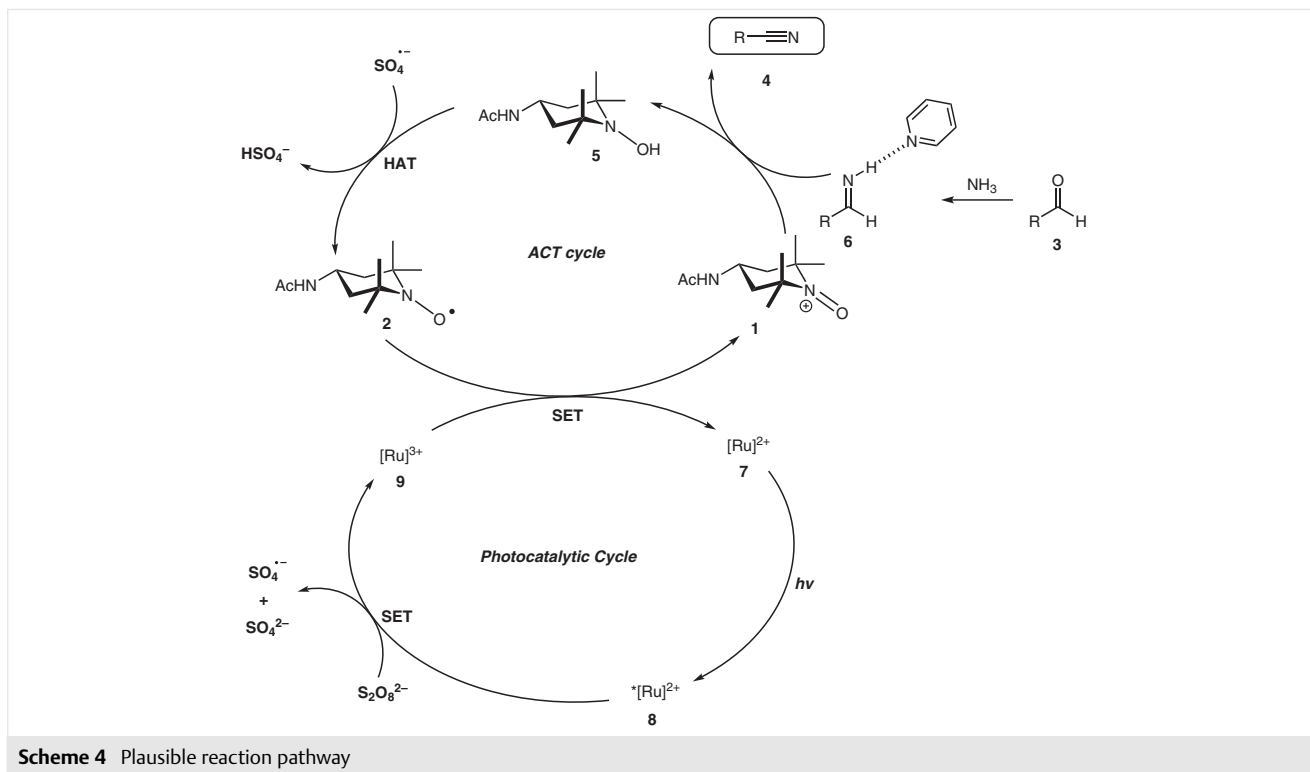 R N
4
SO4•–
AcHN N OH
5
HSO4–
HAT
N
N H
R H
6
NH3
O
R H
3
ACT cycle
AcHN N O•
2
AcHN N⊕ O
1
SET
[Ru]3+
9
[Ru]2+
7
Photocatalytic Cycle
hv
SO4•–
+
SO42–
SET
S2O82–
*[Ru]2+
8
Scheme 4 Plausible reaction pathway